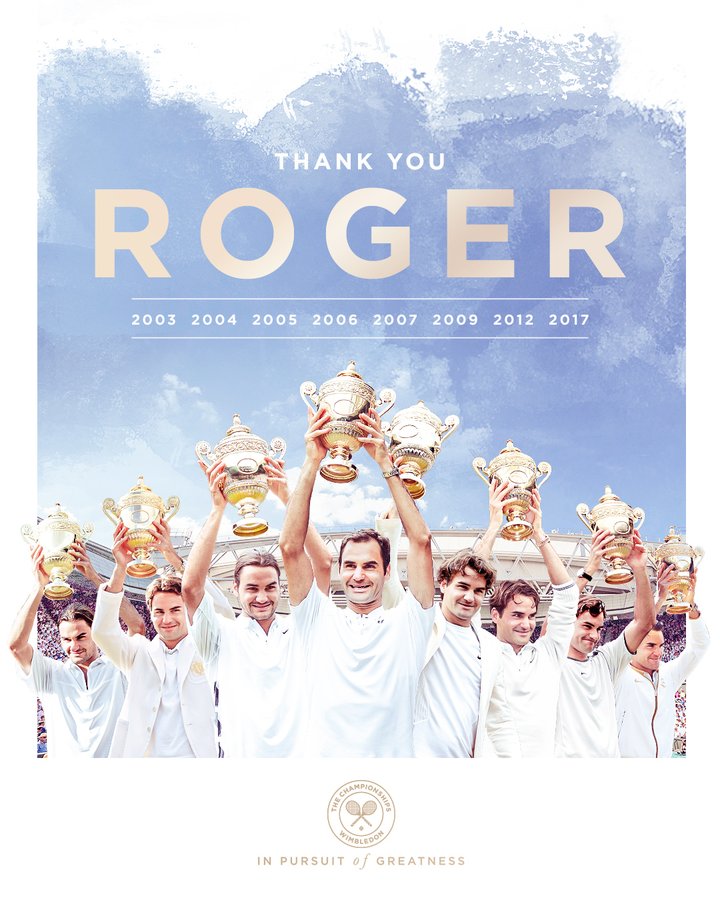 THANK YOU
ROGER
2003 2004 2005 2006 2007 2009 2012 2017
THE CHAMPIONSHIPS
WIMBLEDON
IN PURSUIT of GREATNESS